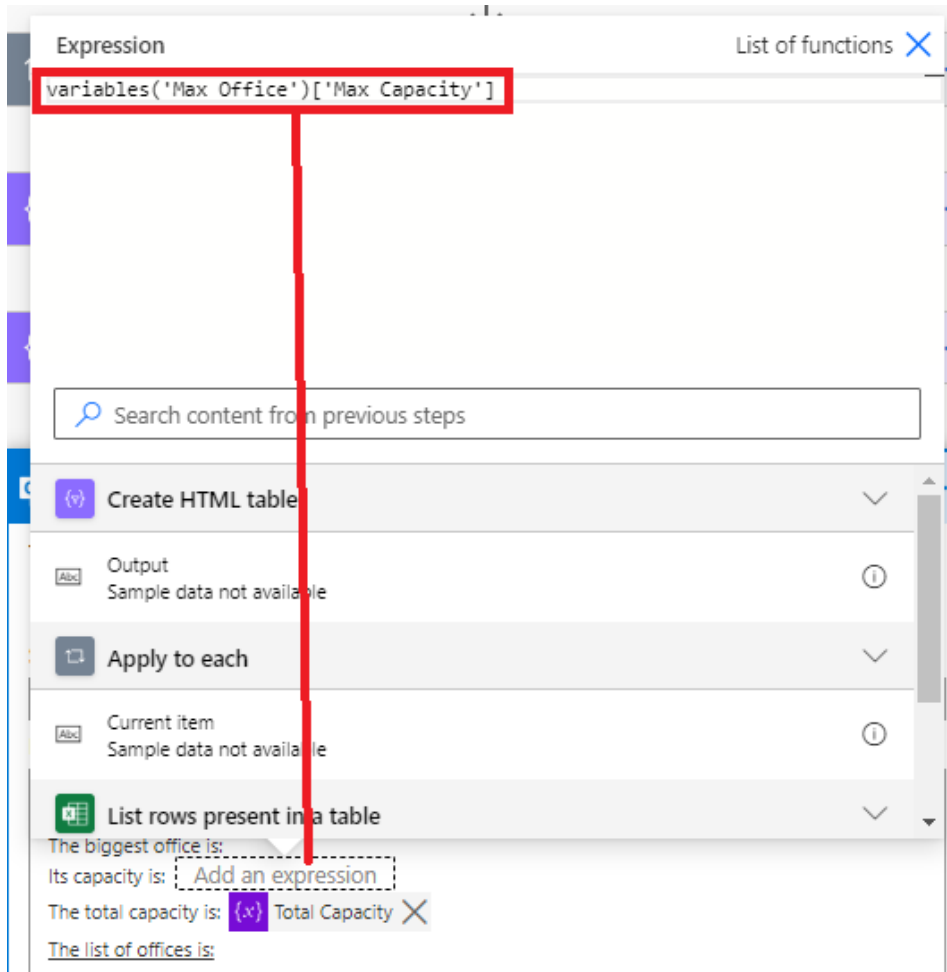 Expression List of functions
variables('Max Office')['Max Capacity']
Search content from previous steps
Create HTML table
Abc
Output
Sample data not available
Apply to each
Abc
Current item
Sample data not available
List rows present in a table
The biggest office is:
Its capacity is: Add an expression
The total capacity is: {x} Total Capacity
The list of offices is: